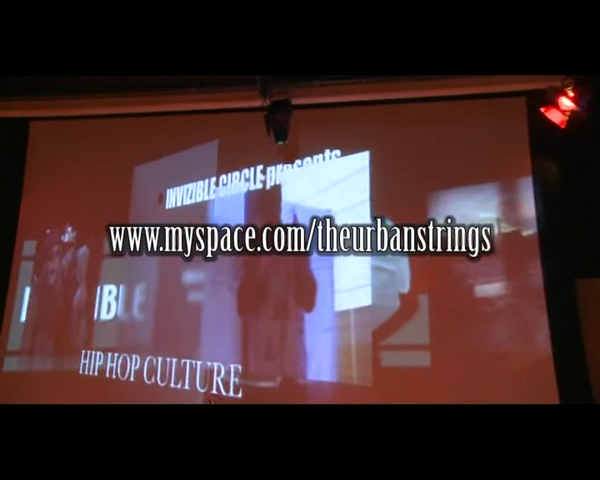 INVIZIBLE CIRCLE presents
www.myspace.com/theurbanstrings
HIP HOP CULTURE